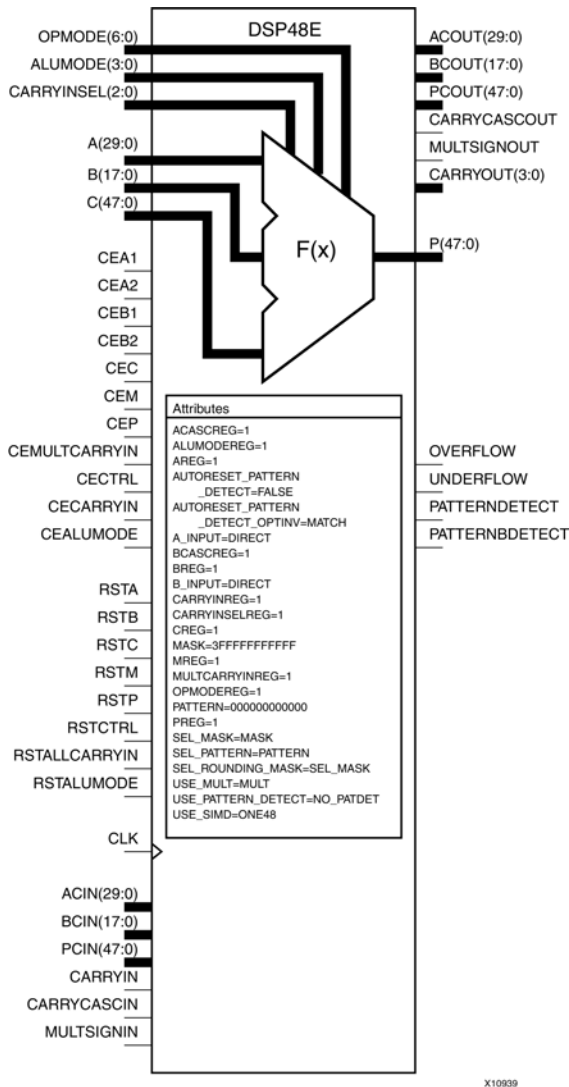 DSP48E
OPMODE(6:0)
ALUMODE(3:0)
CARRYINSEL(2:0)
A(29:0)
B(17:0)
C(47:0)
CEA1
CEA2
CEB1
CEB2
CEC
CEM
CEP
CEMULTCARRYIN
CECTRL
CECARRYIN
CEALUMODE
RSTA
RSTB
RSTC
RSTM
RSTP
RSTCTRL
RSTALLCARRYIN
RSTALUMODE
CLK
ACIN(29:0)
BCIN(17:0)
PCIN(47:0)
CARRYIN
CARRYCASCIN
MULTSIGNIN
F(x)
Attributes
ACASCREG=1
ALUMODEREG=1
AREG=1
AUTORESET_PATTERN
_DETECT=FALSE
AUTORESET_PATTERN
_DETECT_OPTINV=MATCH
A_INPUT=DIRECT
BCASCREG=1
BREG=1
B_INPUT=DIRECT
CARRYINREG=1
CARRYINSELREG=1
CREG=1
MASK=3FFFFFFFFFFF
MREG=1
MULTCARRYINREG=1
OPMODEREG=1
PATTERN=000000000000
PREG=1
SEL_MASK=MASK
SEL_PATTERN=PATTERN
SEL_ROUNDING_MASK=SEL_MASK
USE_MULT=MULT
USE_PATTERN_DETECT=NO_PATDET
USE_SIMD=ONE48
ACOUT(29:0)
BCOUT(17:0)
PCOUT(47:0)
CARRYCASCOUT
MULTSIGNOUT
CARRYOUT(3:0)
P(47:0)
OVERFLOW
UNDERFLOW
PATTERNDETECT
PATTERNBDETECT
X10939